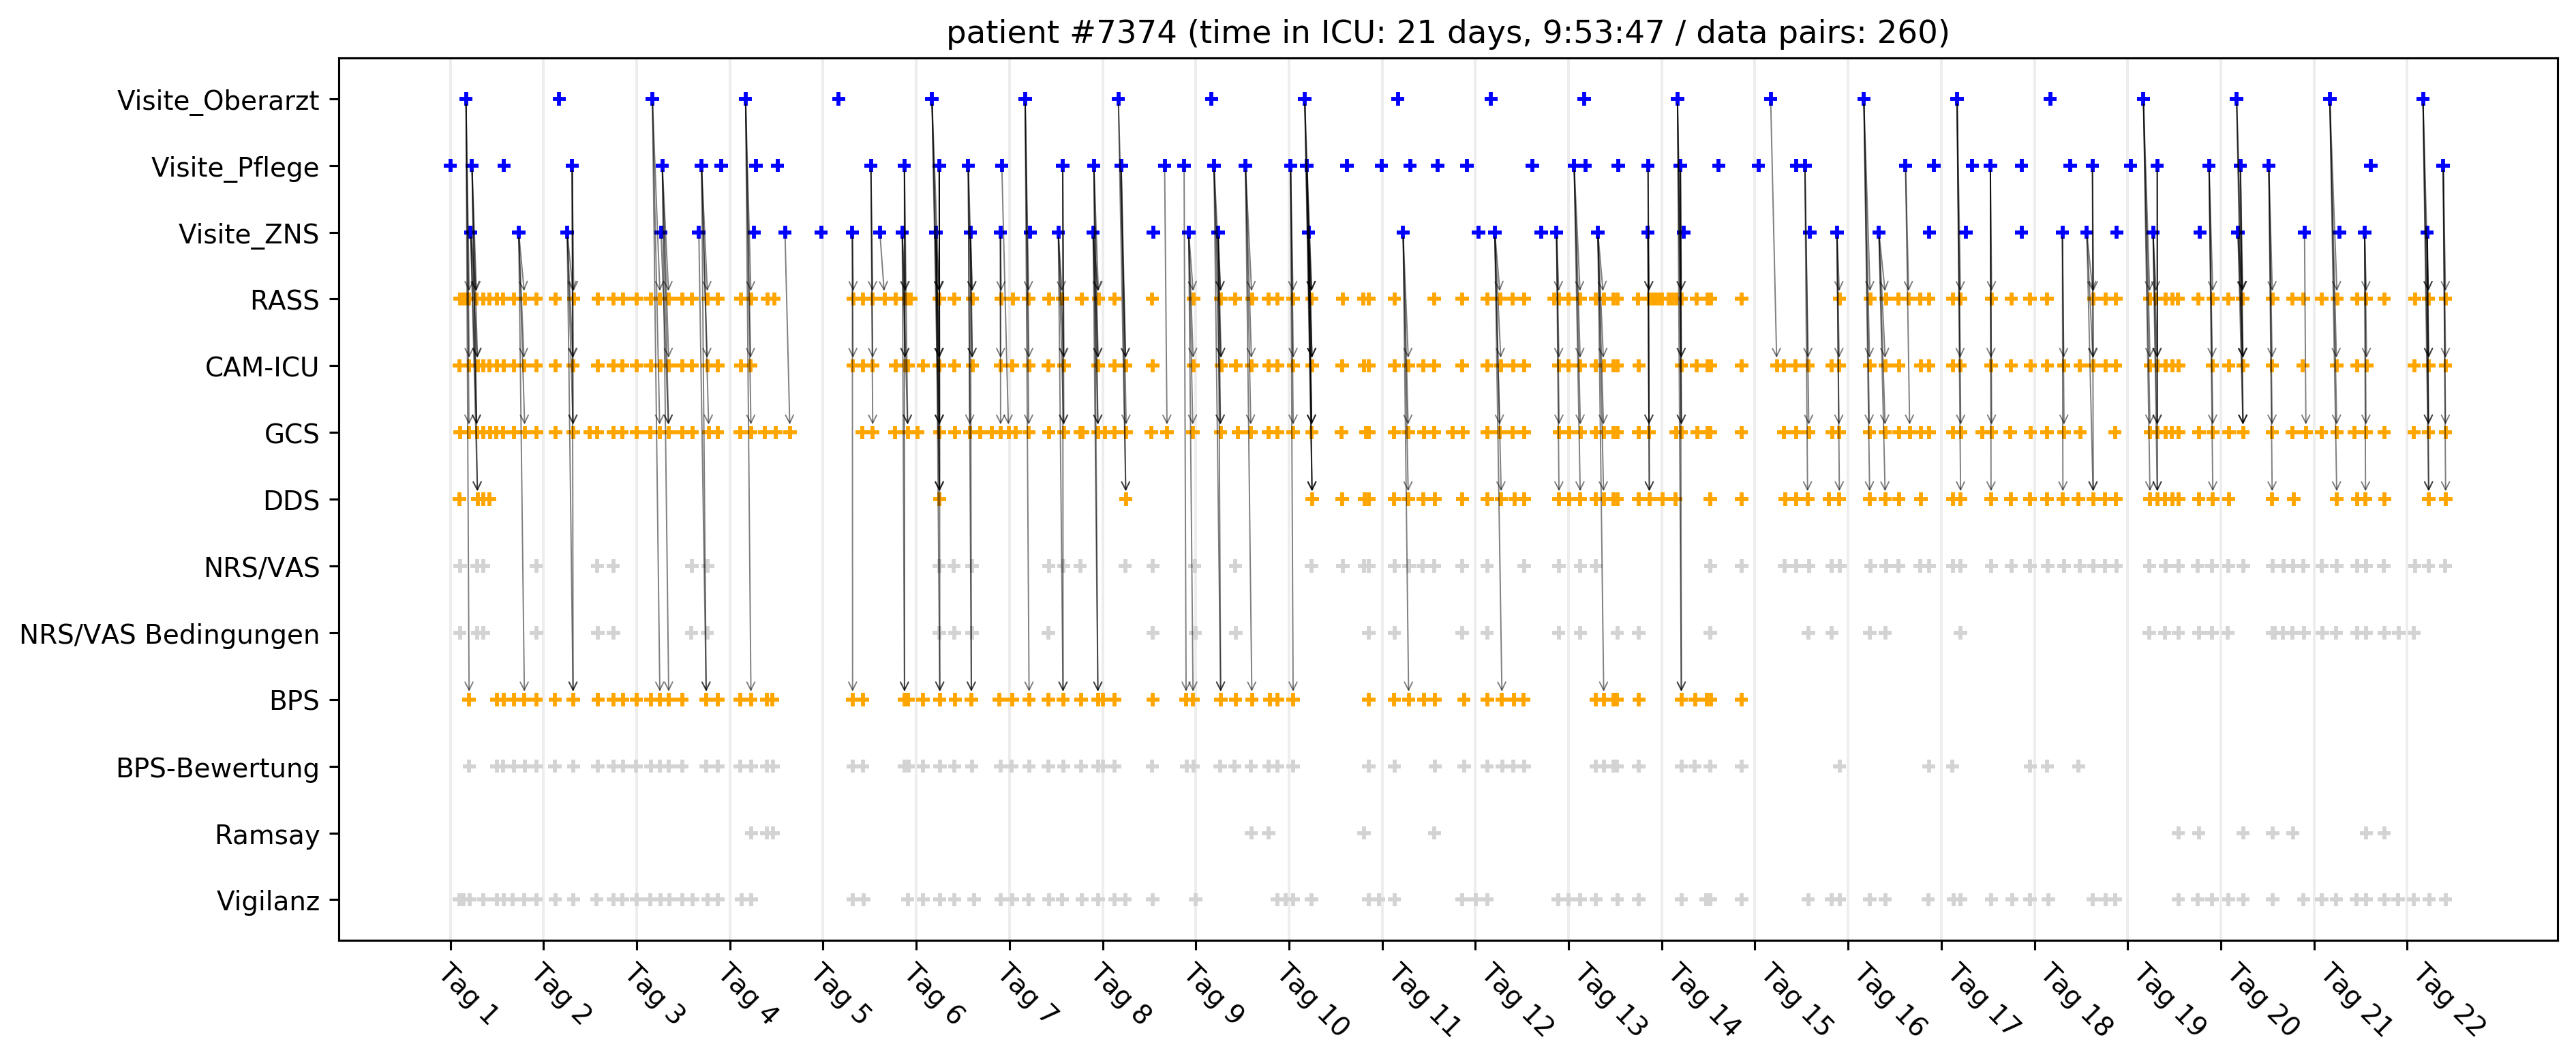 patient #7374 (time in ICU: 21 days, 9:53:47 / data pairs: 260)
Visite_Oberarzt
Visite_Pflege
Visite_ZNS
RASS
CAM-ICU
GCS
DDS
NRS/VAS
NRS/VAS Bedingungen
BPS
BPS-Bewertung
Ramsay
Vigilanz
Tag 1
Tag 2
Tag 3
Tag 4
Tag 5
Tag 6
Tag 7
Tag 8
Tag 9
Tag 10
Tag 11
Tag 12
Tag 13
Tag 14
Tag 15
Tag 16
Tag 17
Tag 18
Tag 19
Tag 20
Tag 21
Tag 22